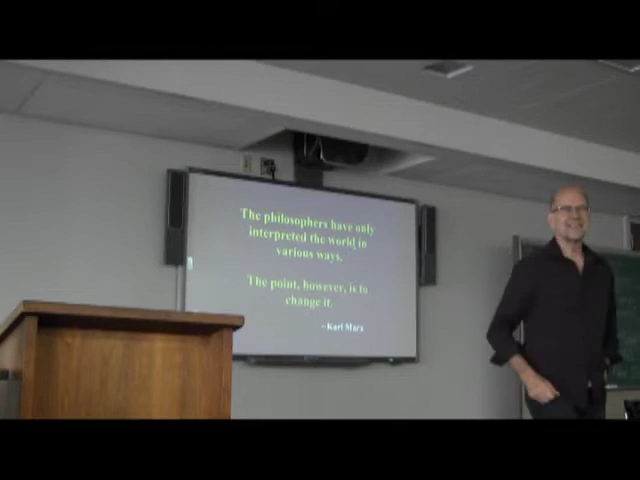 The philosophers have only
interpreted the world in
various ways.
The point, however, is to
change it.
~Karl Marx